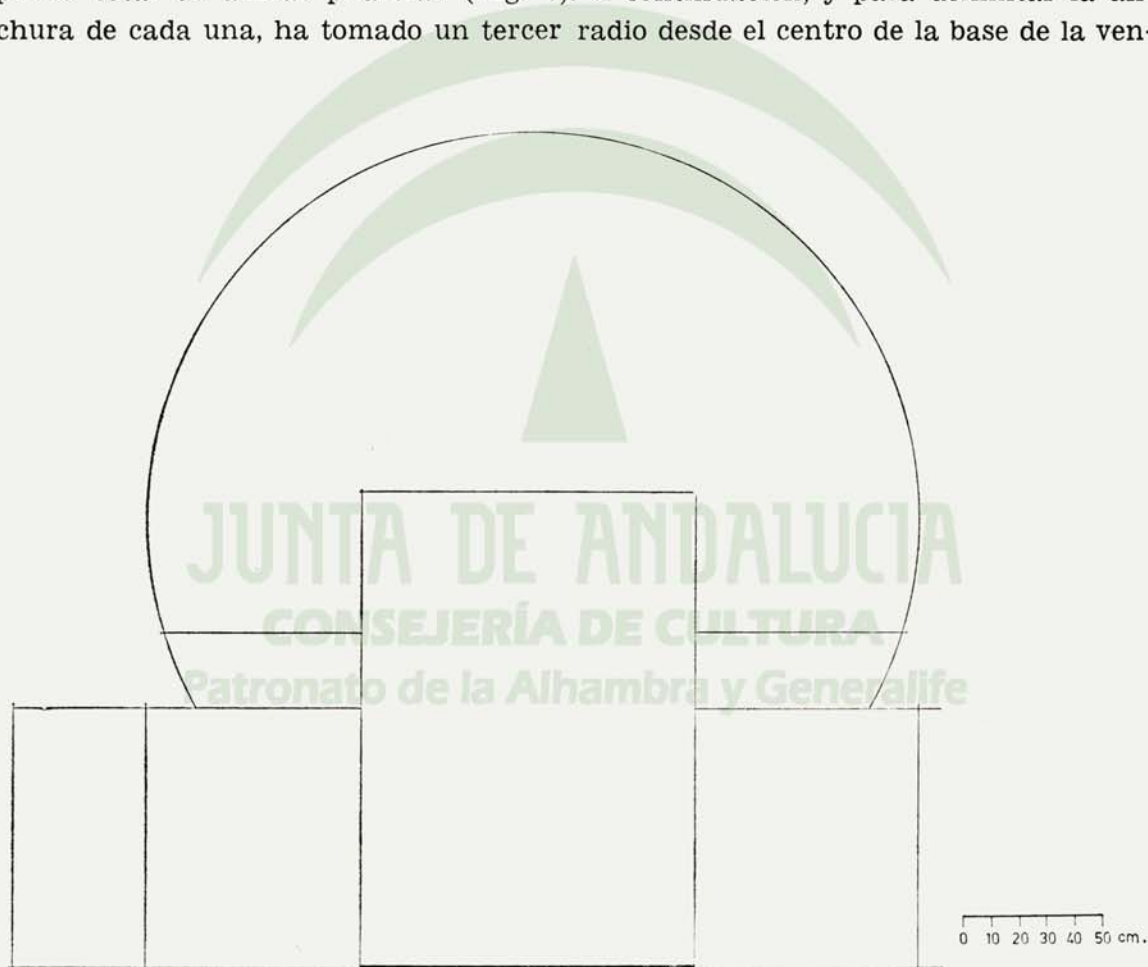 chura de cada una, ha tomado un tercer radio desde el centro de la base de la ven-
JUNTA DE ANDALUCIA
CONSEJERÍA DE CULTURA
Patronato de la Alhambra y Generalife
0 10 20 30 40 50 cm.